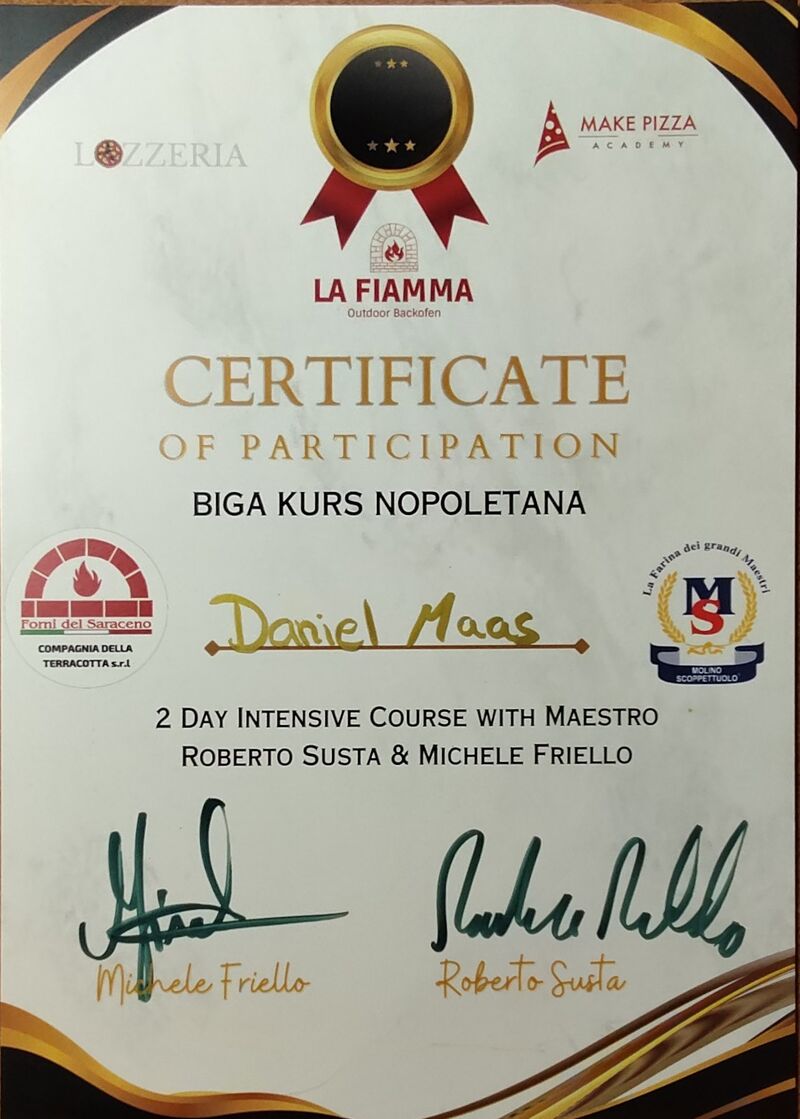 LOZZERIA
MAKE PIZZA
ACADEMY
LA FIAMMA
Outdoor Backofen
CERTIFICATE
OF PARTICIPATION
BIGA KURS NOPOLETANA
Forni del Saraceno
COMPAGNIA DELLA
TERRACOTTA s.r.l
Daniel Maas
La Farina dei grandi Maestri
MS
MOLINO
SCOPPETTUOLO
2 DAY INTENSIVE COURSE WITH MAESTRO
ROBERTO SUSTA & MICHELE FRIELLO
Michele Friello
Roberto Susta